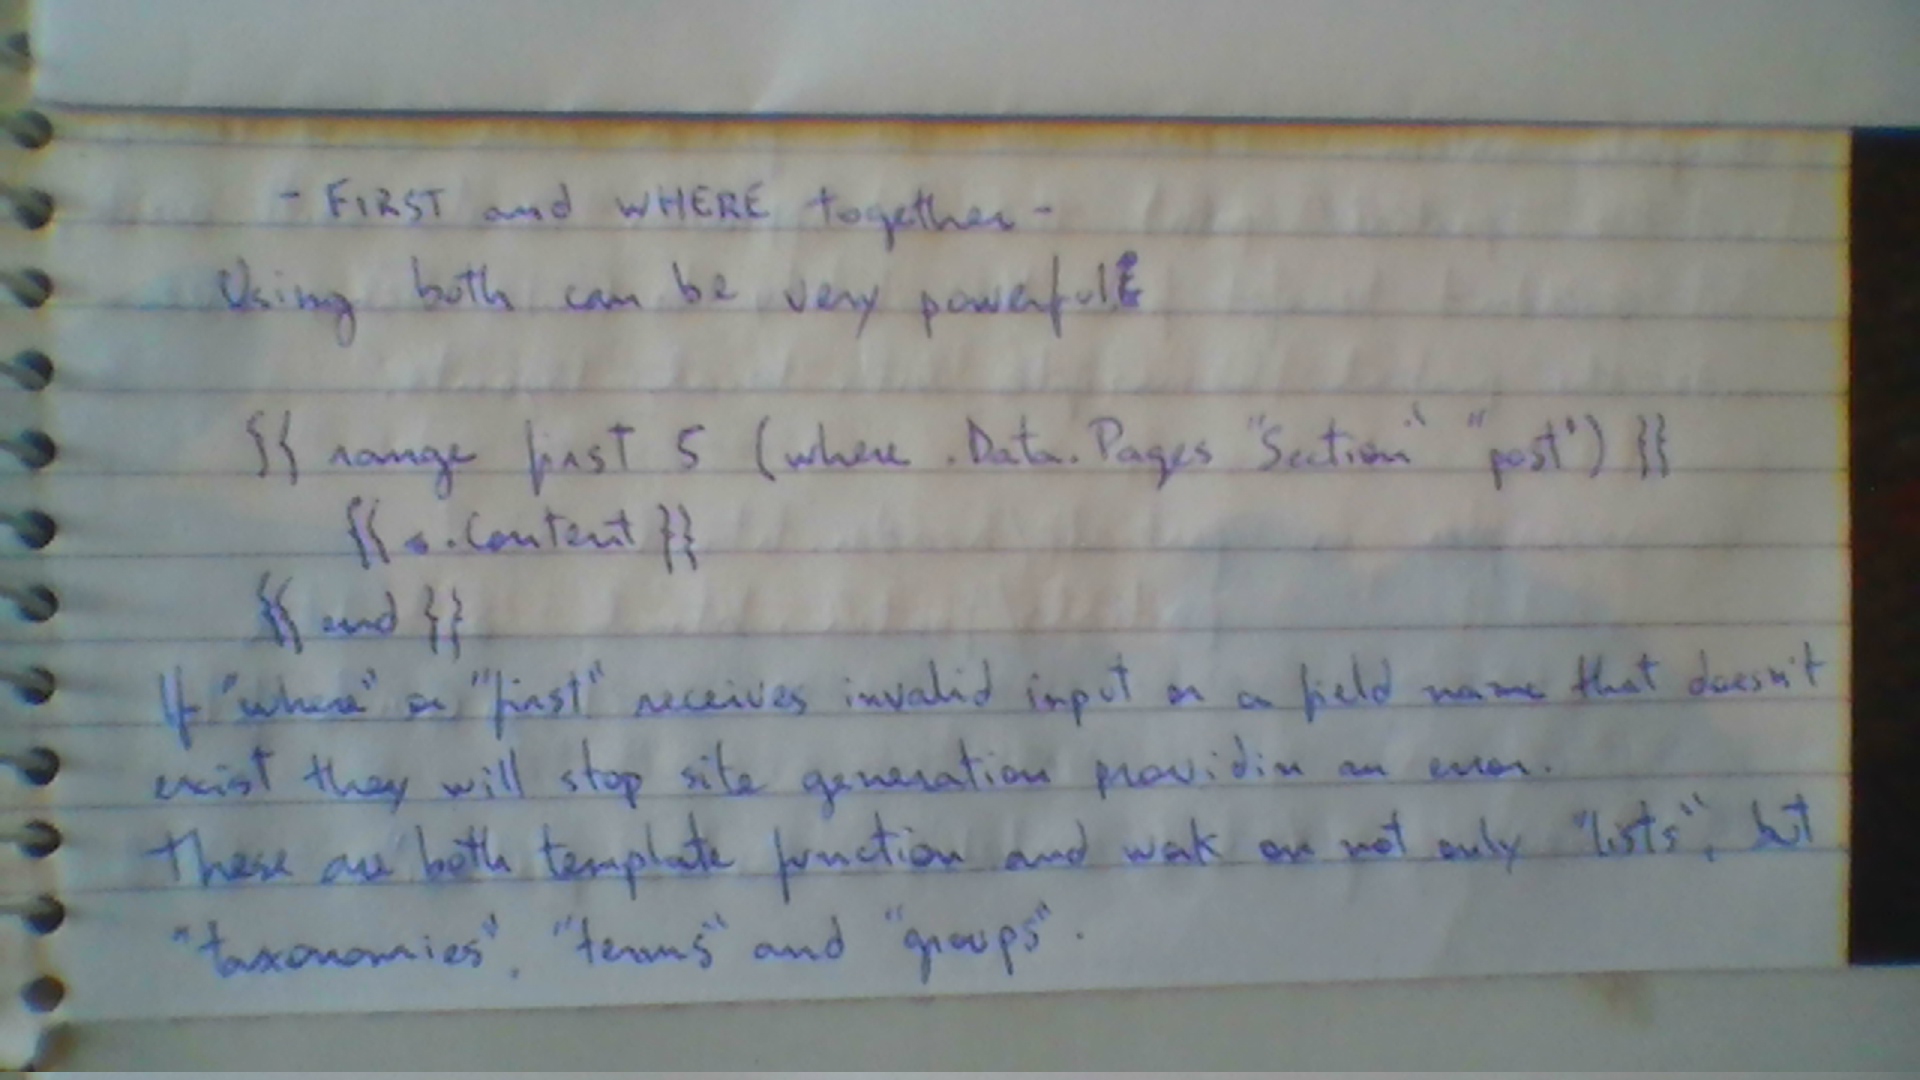 - FIRST and WHERE together -
Using both can be very powerful
{{ range first 5 (where .Data.Pages "Section" "post") }}
{{ .Content }}
{{ end }}
If "where" or "first" receives invalid input or a field name that doesn't
exist they will stop site generation providin an error.
These are both template function and work on not only "lists", but
"taxonomies", "terms" and "groups".